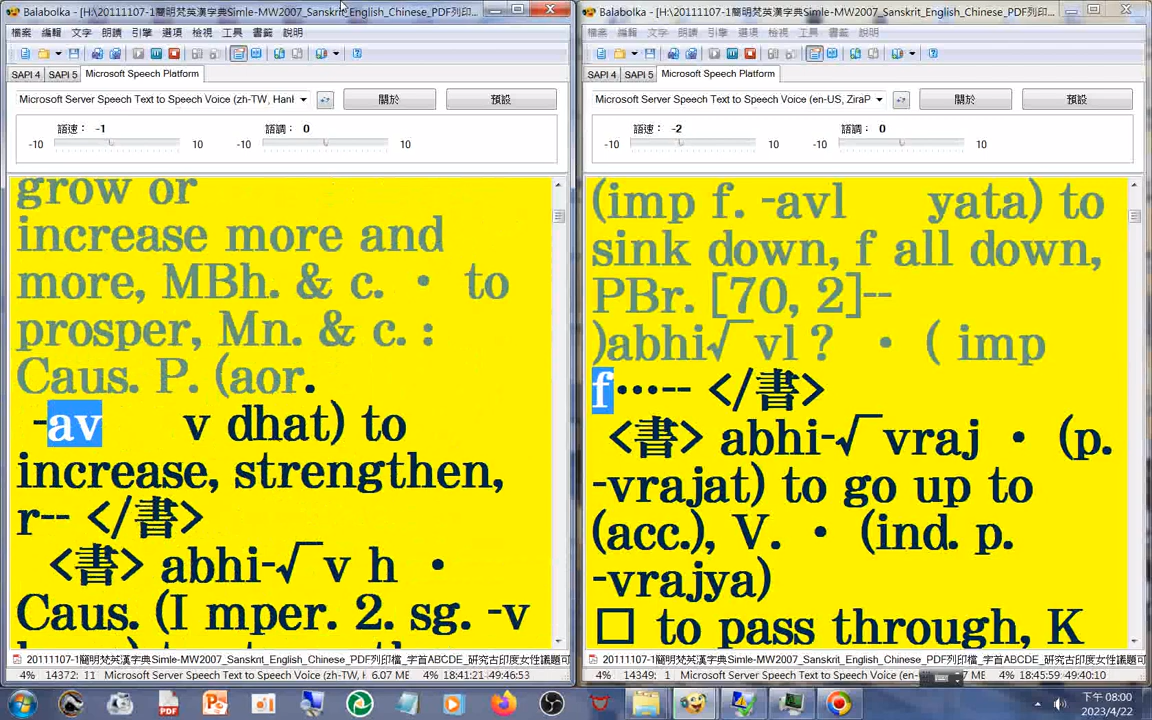 Balabolka - [H:\20111107-1簡明梵英漢字典Simle-MW2007_Sanskrit_English_Chinese_PDF列印...
檔案 編輯 文字 朗讀 引擎 選項 檢視 工具 書籤 說明
SAPI 4 SAPI 5 Microsoft Speech Platform
Microsoft Server Speech Text to Speech Voice (zh-TW, Hanl
關於
預設
語速： -1
語調： 0
-10 10 -10 10
grow or
increase more and
more, MBh. & c. • to
prosper, Mn. & c. :
Caus. P. (aor.
-av v dhat) to
increase, strengthen,
r-- </書>
<書> abhi-√ v h •
Caus. (I mper. 2. sg. -v
20111107-1簡明梵英漢字典Simle-MW2007_Sanskrit_English_Chinese_PDF列印檔_字首ABCDE_研究古印度女性議題可
4% 14372: 11 Microsoft Server Speech Text to Speech Voice (zh-TW, H 6.07 MB 4% 18:41:21-49:46:53
Balabolka - [H:\20111107-1簡明梵英漢字典Simle-MW2007_Sanskrit_English_Chinese_PDF列印...
檔案 編輯 文字 朗讀 引擎 選項 檢視 工具 書籤 說明
SAPI 4 SAPI 5 Microsoft Speech Platform
Microsoft Server Speech Text to Speech Voice (en-US, ZiraP
關於
預設
語速： -2
語調： 0
-10 10 -10 10
(imp f. -avl yata) to
sink down, f all down,
PBr. [70, 2]--
)abhi√ vl ? • ( imp
f…-- </書>
<書> abhi-√ vraj • (p.
-vrajat) to go up to
(acc.), V. • (ind. p.
-vrajya)
□ to pass through, K
20111107-1簡明梵英漢字典Simle-MW2007_Sanskrit_English_Chinese_PDF列印檔_字首ABCDE_研究古印度女性議題可
4% 14349: 1 Microsoft Server Speech Text to Speech Voice (en- 4% 18:45:59-49:40:10
下午 08:00
2023/4/22